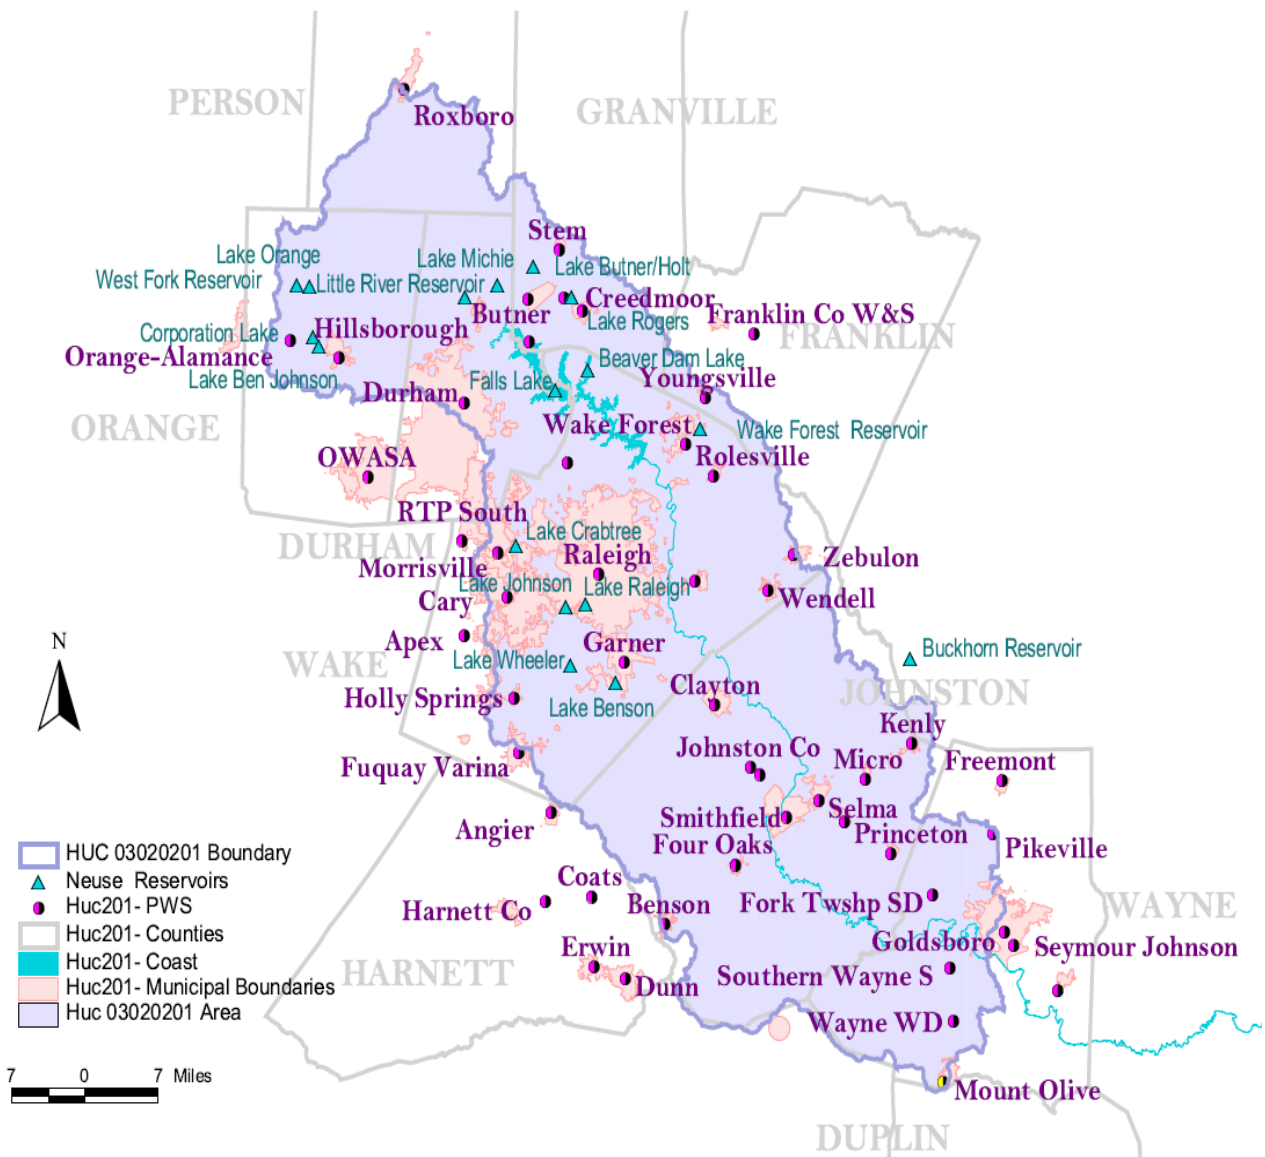 PERSON
GRANVILLE
Roxboro
Stem
Lake Orange
Lake Michie
Lake Butner/Holt
West Fork Reservoir
Little River Reservoir
Creedmoor
Butner
Franklin Co W&S
Lake Rogers
Corporation Lake
Hillsborough
FRANKLIN
Orange-Alamance
Beaver Dam Lake
Lake Ben Johnson
Falls Lake
Youngsville
Durham
ORANGE
Wake Forest
Wake Forest Reservoir
OWASA
Rolesville
RTP South
Lake Crabtree
DURHAM
Raleigh
Zebulon
Morrisville
Lake Johnson
Lake Raleigh
Cary
Wendell
N
Apex
Garner
Buckhorn Reservoir
WAKE
Lake Wheeler
Clayton
JOHNSTON
Holly Springs
Lake Benson
Kenly
Johnston Co
Micro
Freemont
Fuquay Varina
Selma
Smithfield
Angier
Princeton
Four Oaks
Pikeville
HUC 03020201 Boundary
Neuse Reservoirs
Huc201- PWS
Huc201- Counties
Huc201- Coast
Huc201- Municipal Boundaries
Huc 03020201 Area
Coats
Benson
Fork Twshp SD
WAYNE
Harnett Co
Goldsboro
Seymour Johnson
Erwin
HARNETT
Southern Wayne S
Dunn
Wayne WD
7 0 7 Miles
Mount Olive
DUPLIN